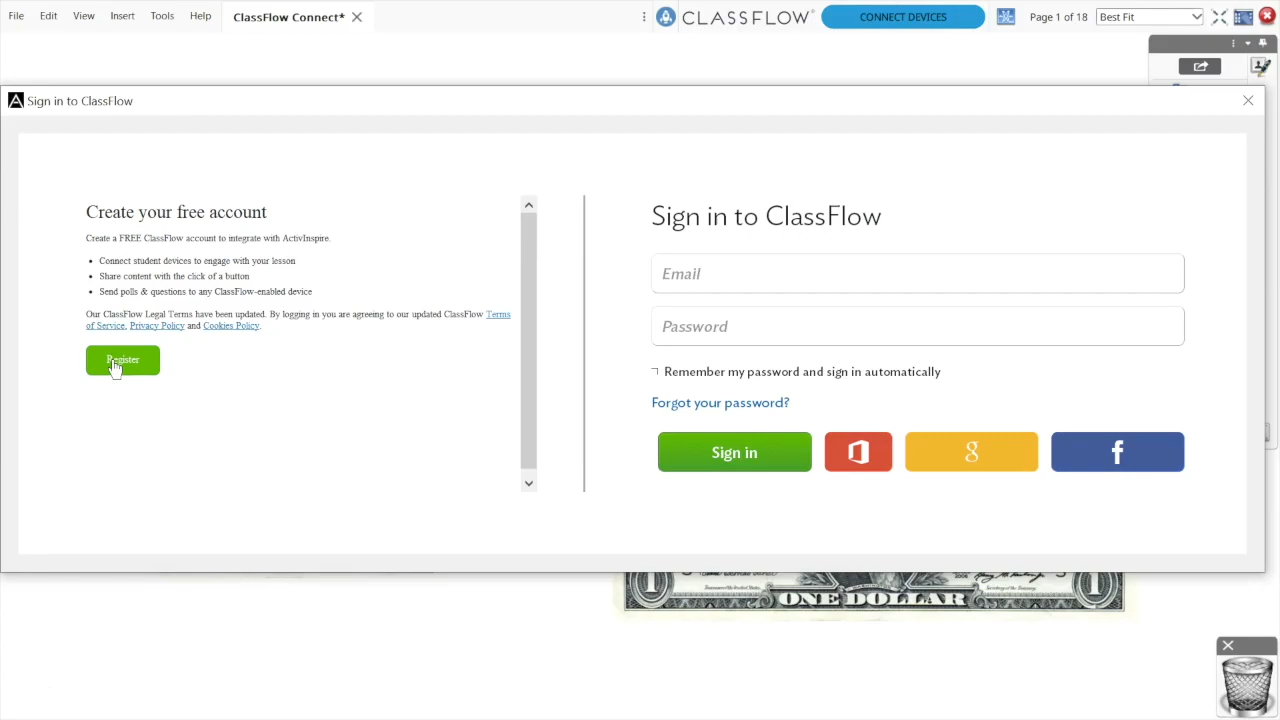 File Edit View Insert Tools Help ClassFlow Connect* CLASSFLOW® CONNECT DEVICES Page 1 of 18 Best Fit
Sign in to ClassFlow
Create your free account
Create a FREE ClassFlow account to integrate with ActivInspire.
• Connect student devices to engage with your lesson
• Share content with the click of a button
• Send polls & questions to any ClassFlow-enabled device
Our ClassFlow Legal Terms have been updated. By logging in you are agreeing to our updated ClassFlow Terms
of Service, Privacy Policy and Cookies Policy.
Register
Sign in to ClassFlow
Email
Password
Remember my password and sign in automatically
Forgot your password?
Sign in
g
f
1 ONE DOLLAR 1